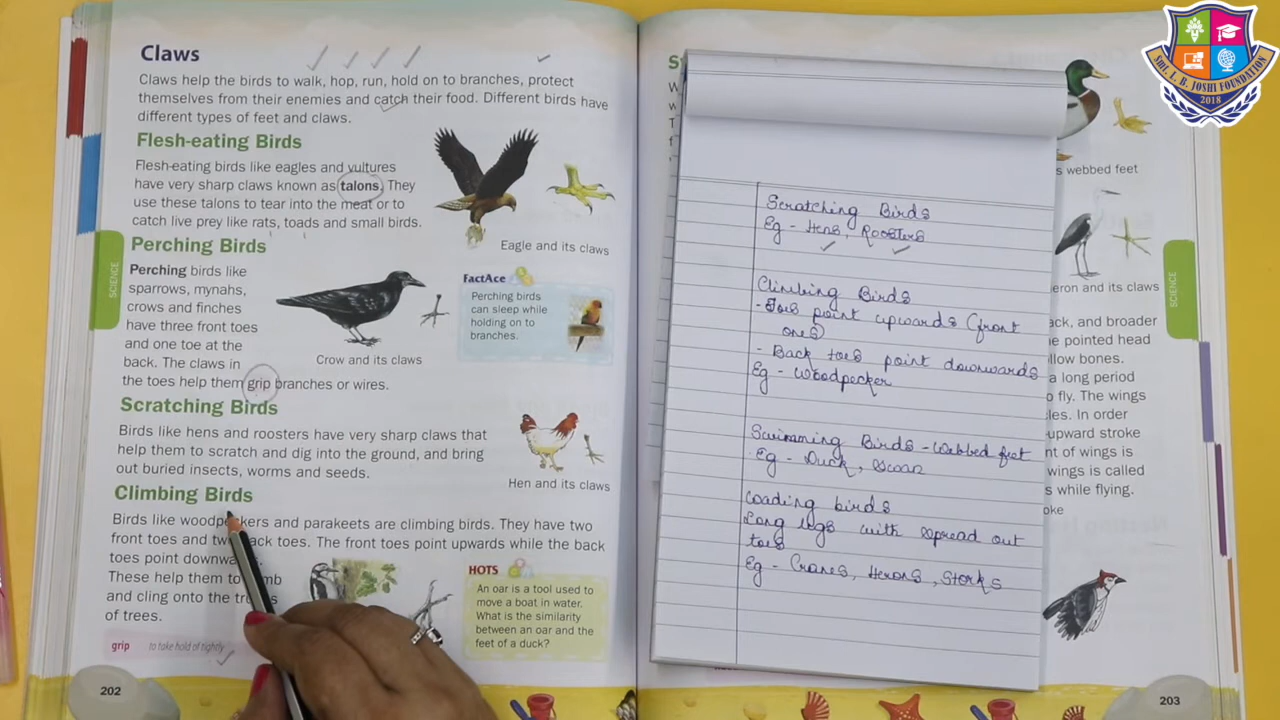 Claws
Claws help the birds to walk, hop, run, hold on to branches, protect
themselves from their enemies and catch their food. Different birds have
different types of feet and claws.
Flesh-eating Birds
Flesh-eating birds like eagles and vultures
have very sharp claws known as talons. They
use these talons to tear into the meat or to
catch live prey like rats, toads and small birds.
Eagle and its claws
Perching Birds
Perching birds like
sparrows, mynahs,
crows and finches
have three front toes
and one toe at the
back. The claws in
the toes help them grip branches or wires.
Crow and its claws
FactAce
Perching birds
can sleep while
holding on to
branches.
Scratching Birds
Birds like hens and roosters have very sharp claws that
help them to scratch and dig into the ground, and bring
out buried insects, worms and seeds.
Hen and its claws
Climbing Birds
Birds like woodpeckers and parakeets are climbing birds. They have two
front toes and two back toes. The front toes point upwards while the back
toes point
These help them to climb
and cling onto the
of trees.
HOTS
An oar is a tool used to
move a boat in water.
What is the similarity
between an oar and the
feet of a duck?
grip to take hold of tightly
202
SCIENCE
Scratching Birds
Eg - Hens, Roosters
Climbing Birds
- Toes point upwards (front
ones)
- Back toes point downwards
Eg - Woodpecker
Swimming Birds - Webbed feet
Eg - Duck, Swan
Wading birds
Long legs with spread out
toes
Eg - Cranes, Herons, Storks
s webbed feet
eron and its claws
ack, and broader
e pointed head
llow bones.
a long period
o fly. The wings
les. In order
upward stroke
nt of wings is
wings is called
s while flying.
oke
SCIENCE
203
SHRI. L. B. JOSHI FOUNDATION
2018